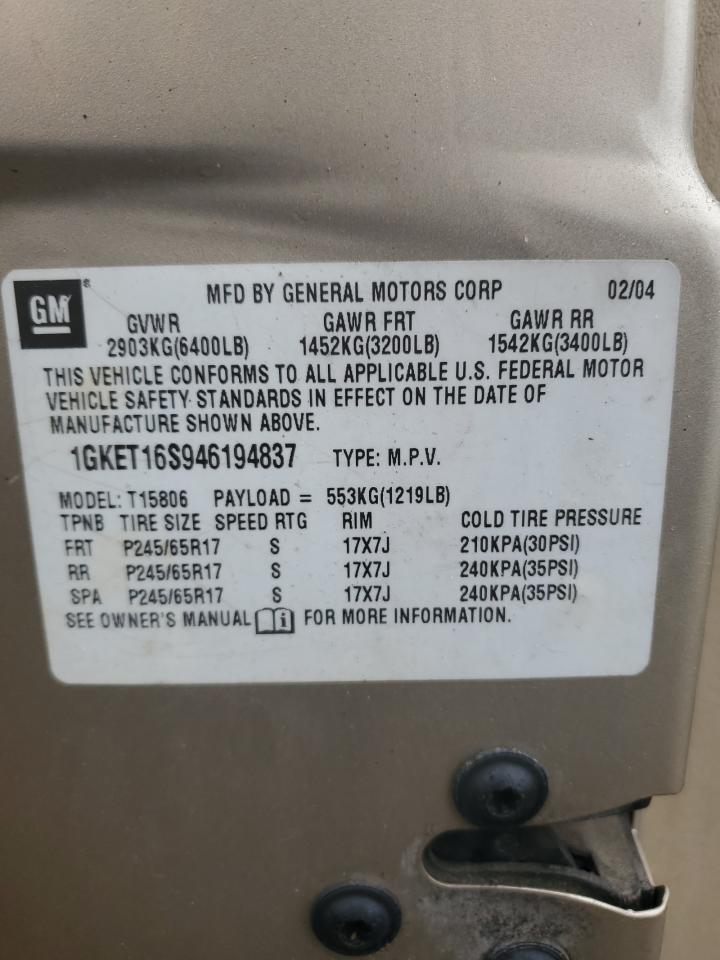 GM ® MFD BY GENERAL MOTORS CORP 02/04
GVWR GAWR FRT GAWR RR
2903KG(6400LB) 1452KG(3200LB) 1542KG(3400LB)
THIS VEHICLE CONFORMS TO ALL APPLICABLE U.S. FEDERAL MOTOR
VEHICLE SAFETY STANDARDS IN EFFECT ON THE DATE OF
MANUFACTURE SHOWN ABOVE.
1GKET16S946194837 TYPE: M.P.V.
MODEL: T15806 PAYLOAD = 553KG(1219LB)
TPNB TIRE SIZE SPEED RTG RIM COLD TIRE PRESSURE
FRT P245/65R17 S 17X7J 210KPA(30PSI)
RR P245/65R17 S 17X7J 240KPA(35PSI)
SPA P245/65R17 S 17X7J 240KPA(35PSI)
SEE OWNER'S MANUAL i FOR MORE INFORMATION.